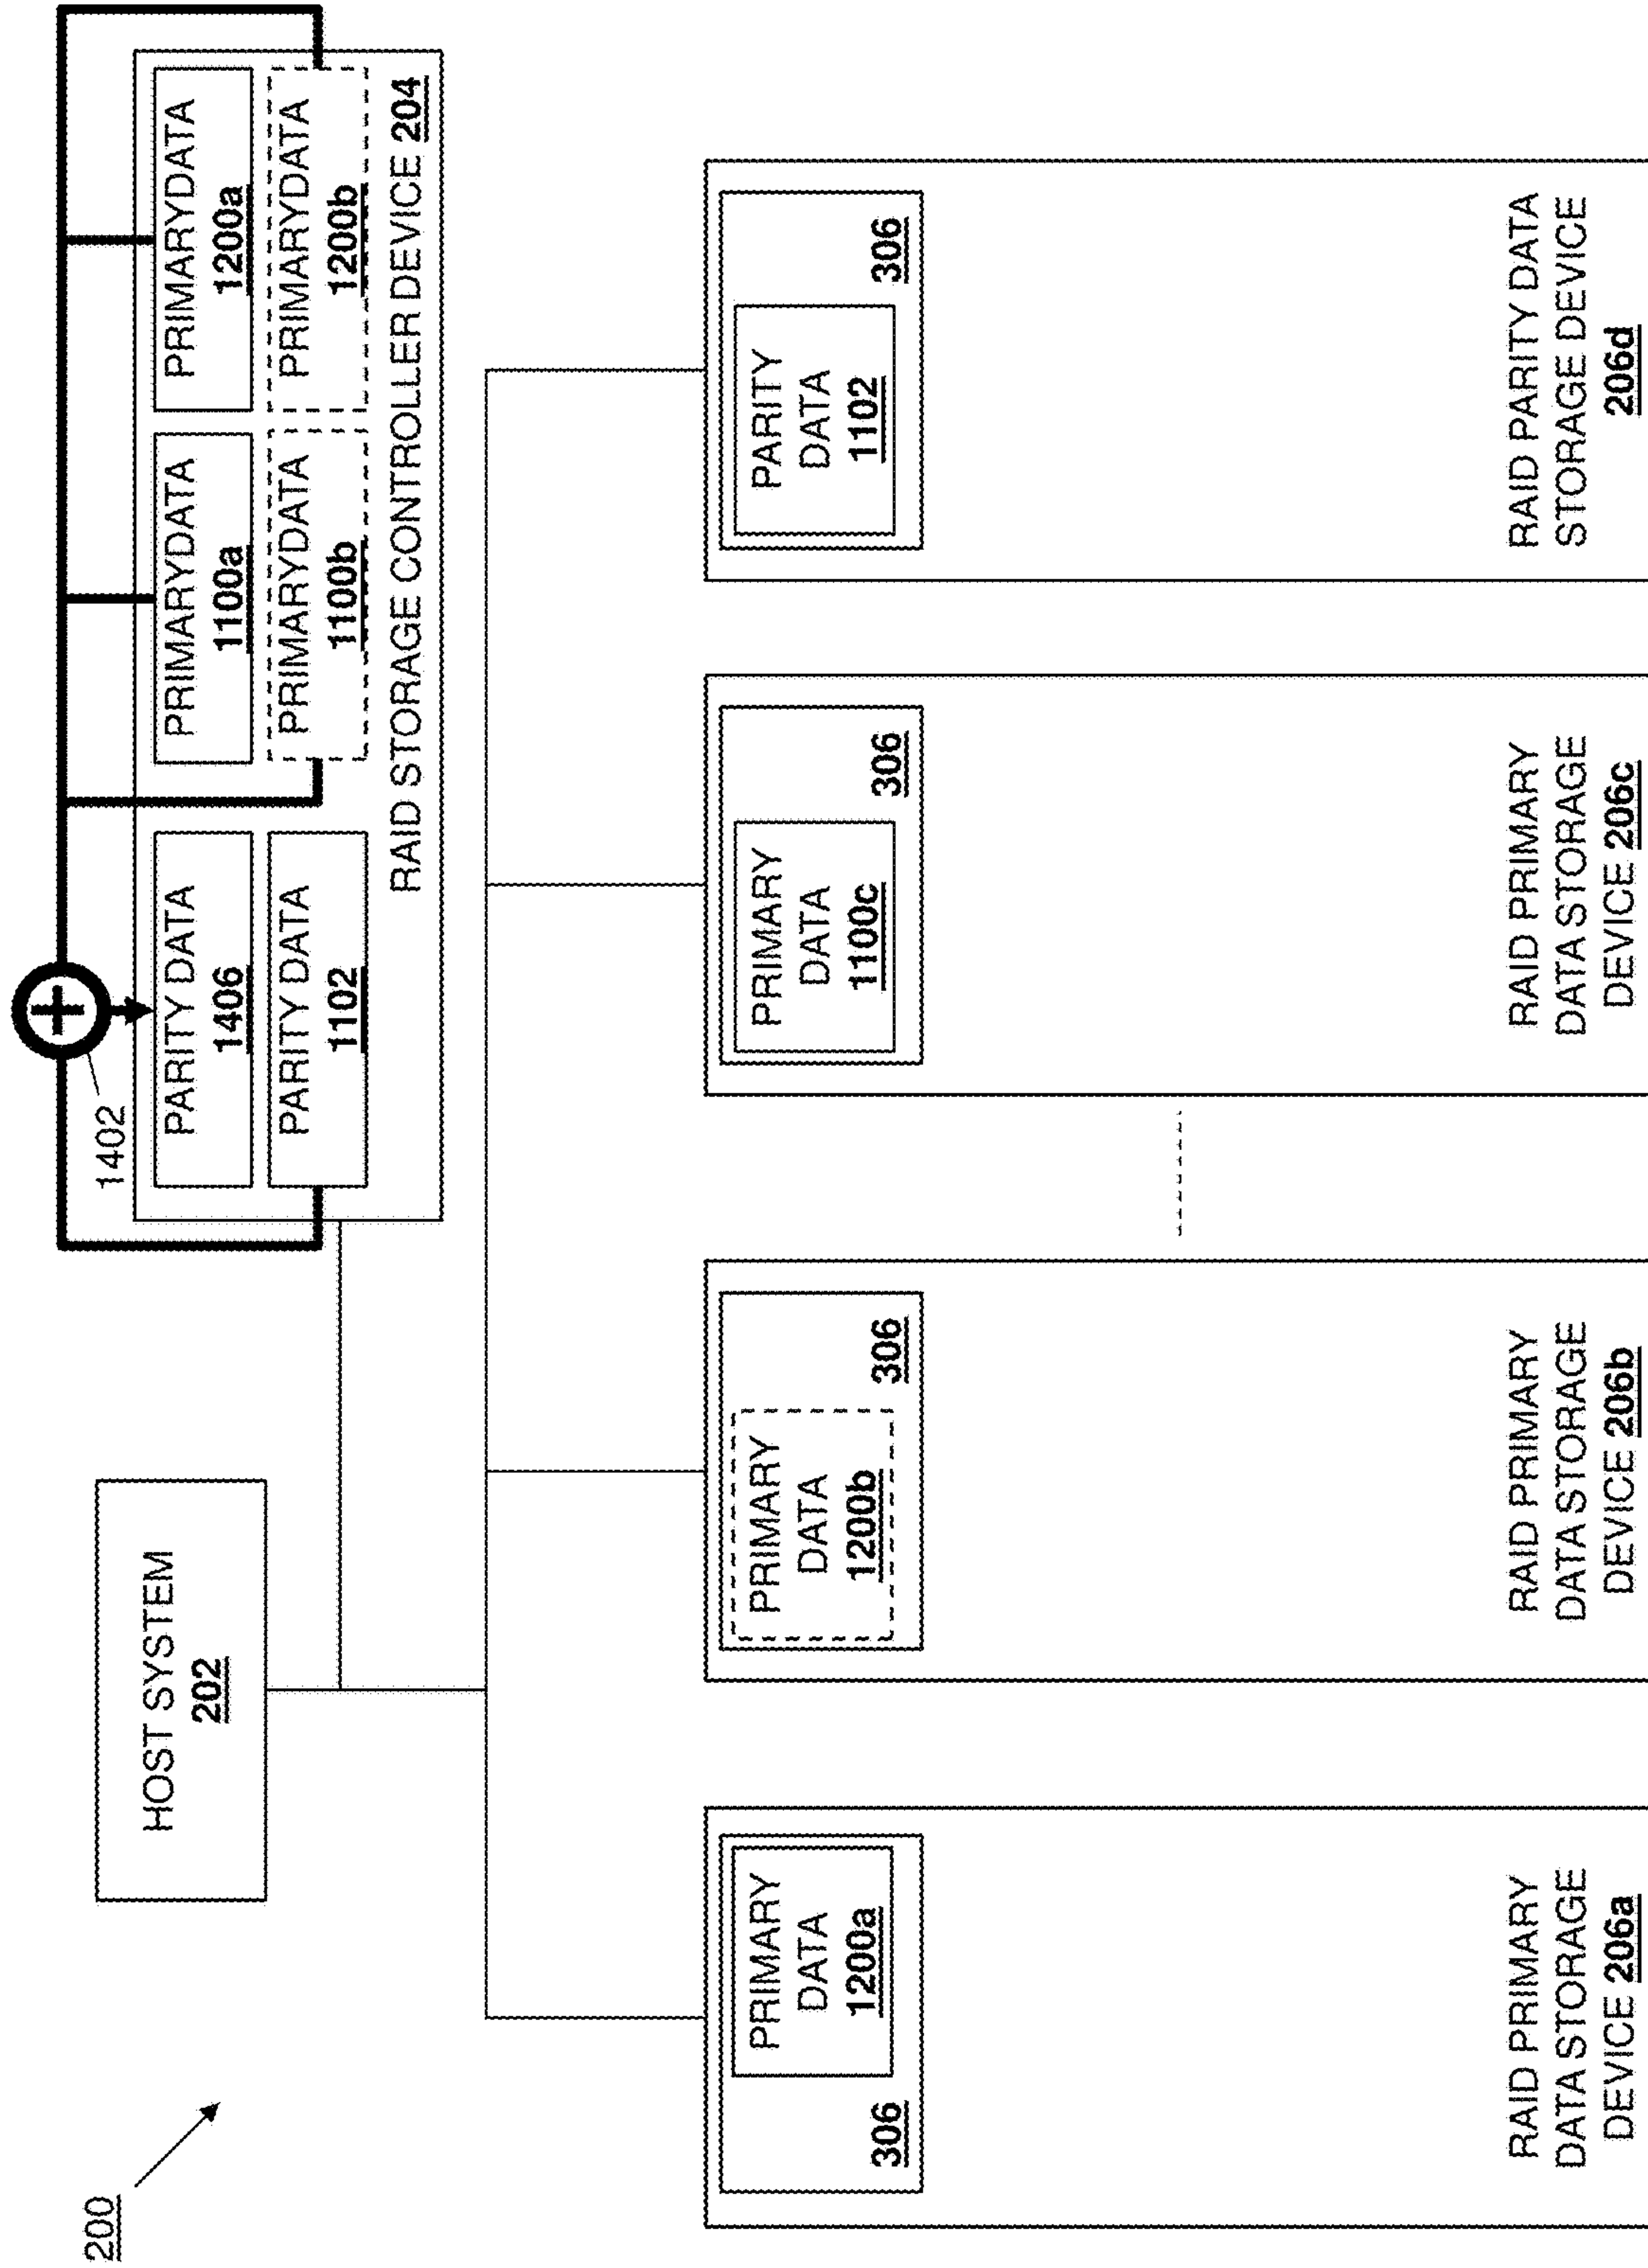 200
HOST SYSTEM
202
1402
PARITY DATA
1406
PARITY DATA
1102
PRIMARYDATA
1100a
PRIMARYDATA
1100b
PRIMARYDATA
1200a
PRIMARYDATA
1200b
RAID STORAGE CONTROLLER DEVICE 204
PRIMARY
DATA
1200a
306
RAID PRIMARY
DATA STORAGE
DEVICE 206a
PRIMARY
DATA
1200b
306
RAID PRIMARY
DATA STORAGE
DEVICE 206b
PRIMARY
DATA
1100c
306
RAID PRIMARY
DATA STORAGE
DEVICE 206c
PARITY
DATA
1102
306
RAID PARITY DATA
STORAGE DEVICE
206d